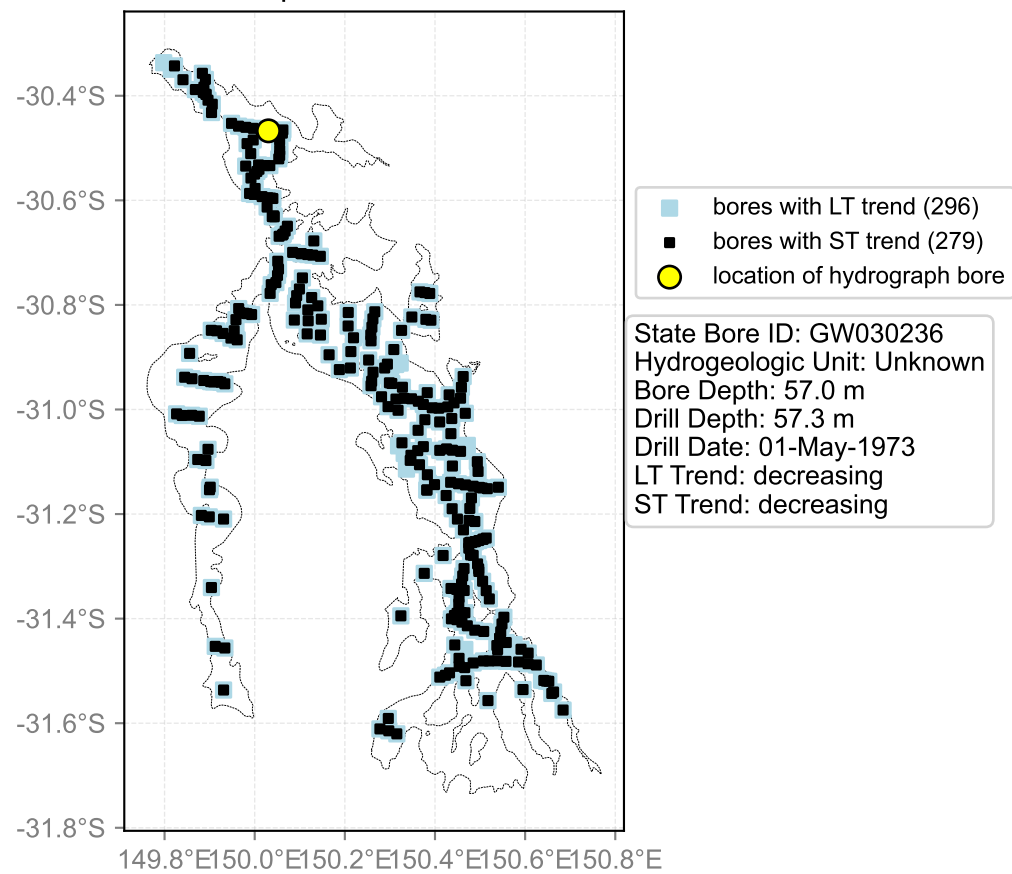 -30.4°S
-30.6°S
-30.8°S
-31.0°S
-31.2°S
-31.4°S
-31.6°S
-31.8°S
149.8°E150.0°E150.2°E150.4°E150.6°E150.8°E
bores with LT trend (296)
bores with ST trend (279)
location of hydrograph bore
State Bore ID: GW030236
Hydrogeologic Unit: Unknown
Bore Depth: 57.0 m
Drill Depth: 57.3 m
Drill Date: 01-May-1973
LT Trend: decreasing
ST Trend: decreasing